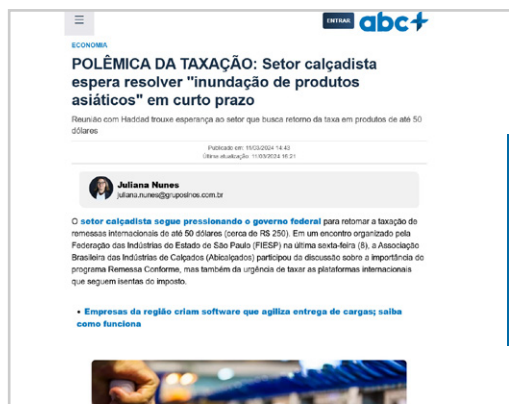 ENTRAR
abc+
ECONOMIA
POLÊMICA DA TAXAÇÃO: Setor calçadista
espera resolver "inundação de produtos
asiáticos" em curto prazo
Reunião com Haddad trouxe esperança ao setor que busca retorno da taxa em produtos de até 50
dólares
Publicado em: 11/03/2024 14:43
Última atualização: 11/03/2024 16:21
Juliana Nunes
juliana.nunes@gruposinos.com.br
O setor calçadista segue pressionando o governo federal para retomar a taxação de
remessas internacionais de até 50 dólares (cerca de R$ 250). Em um encontro organizado pela
Federação das Indústrias do Estado de São Paulo (FIESP) na última sexta-feira (8), a Associação
Brasileira das Indústrias de Calçados (Abicalçados) participou da discussão sobre a importância do
programa Remessa Conforme, mas também da urgência de taxar as plataformas internacionais
que seguem isentas do imposto.
• Empresas da região criam software que agiliza entrega de cargas; saiba
como funciona